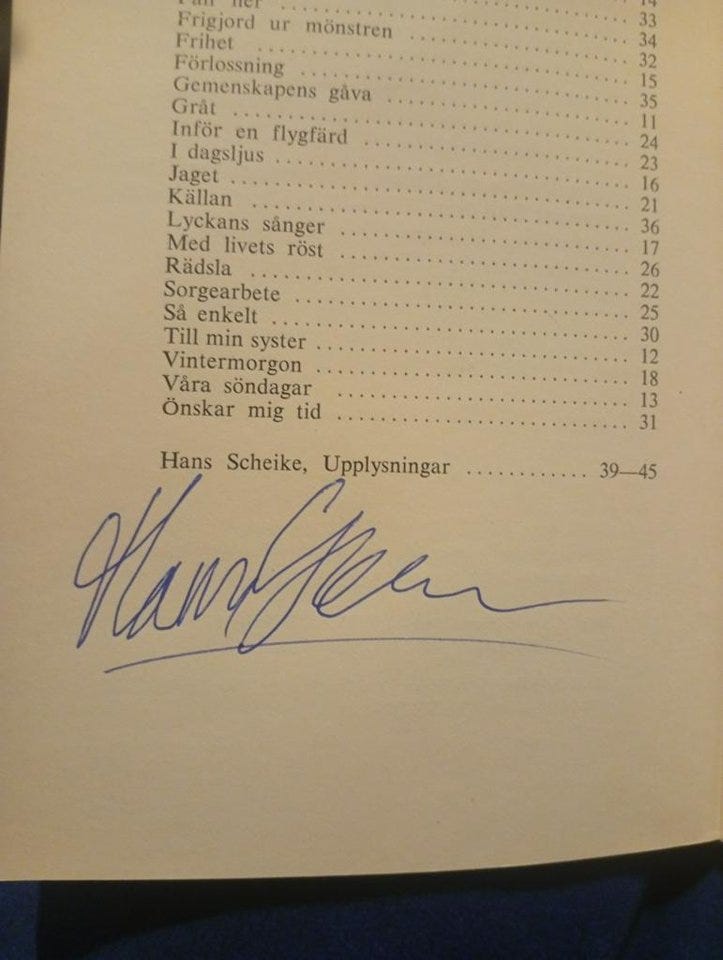 14
33
ner ..... 34
Frigjord ur mönstren ..... 32
Frihet ..... 15
Förlossning ..... 35
Gemenskapens gåva ..... 11
Gråt ..... 24
Inför en flygfärd ..... 23
I dagsljus ..... 16
Jaget ..... 21
Källan ..... 36
Lyckans sånger ..... 17
Med livets röst ..... 26
Rädsla ..... 22
Sorgearbete ..... 25
Så enkelt ..... 30
Till min syster ..... 12
Vintermorgon ..... 18
Våra söndagar ..... 13
Önskar mig tid ..... 31
Hans Scheike, Upplysningar ..... 39—45
Hans